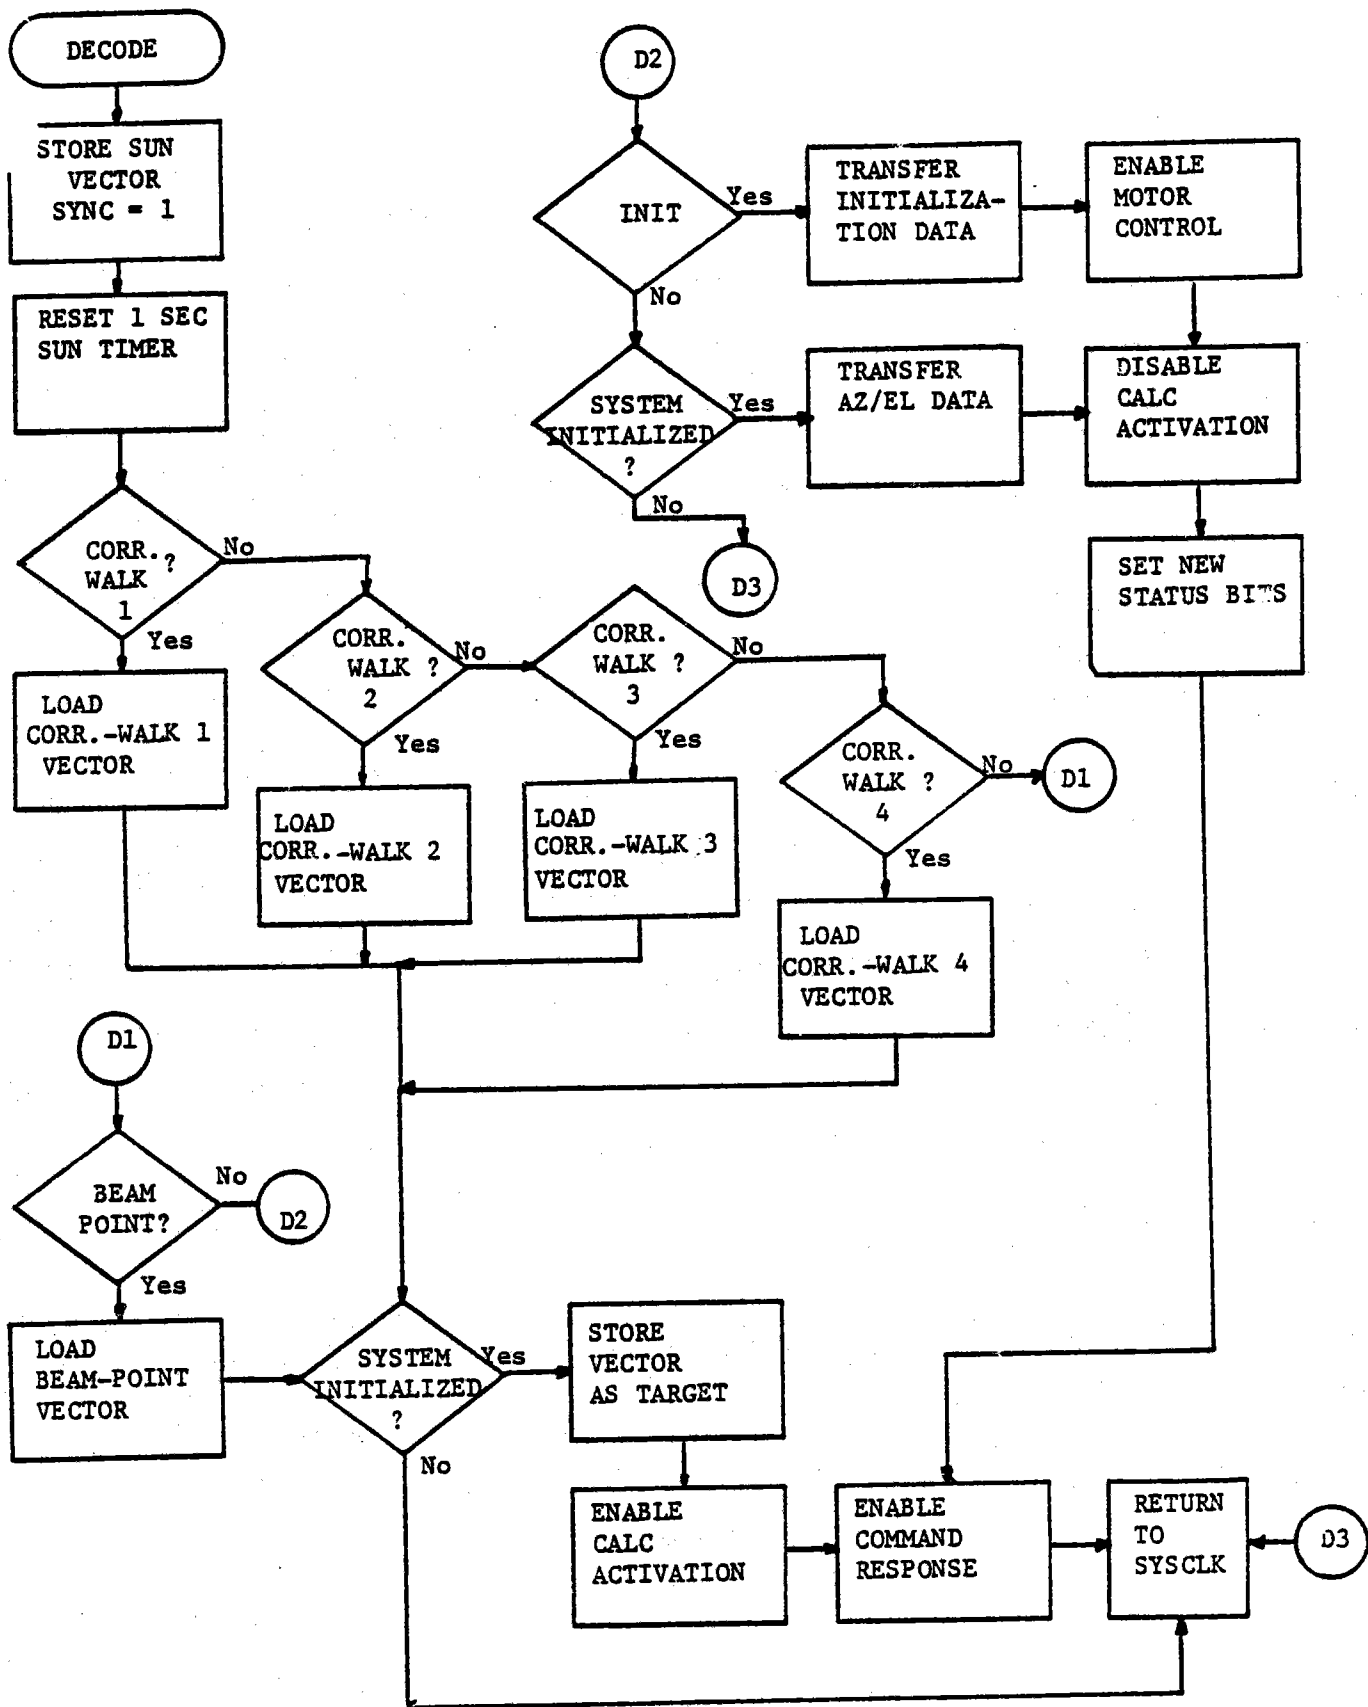 DECODE
STORE SUN
VECTOR
SYNC = 1
RESET 1 SEC
SUN TIMER
CORR. ?
WALK
1
No
Yes
LOAD
CORR.-WALK 1
VECTOR
CORR.
WALK ?
2
No
Yes
LOAD
CORR.-WALK 2
VECTOR
CORR.
WALK ?
3
No
Yes
LOAD
CORR.-WALK 3
VECTOR
CORR.
WALK ?
4
No
D1
Yes
LOAD
CORR.-WALK 4
VECTOR
D2
INIT
Yes
No
TRANSFER
INITIALIZA-
TION DATA
ENABLE
MOTOR
CONTROL
SYSTEM
INITIALIZED
?
Yes
No
D3
TRANSFER
AZ/EL DATA
DISABLE
CALC
ACTIVATION
SET NEW
STATUS BITS
D1
BEAM
POINT?
No
D2
Yes
LOAD
BEAM-POINT
VECTOR
SYSTEM
INITIALIZED
?
Yes
No
STORE
VECTOR
AS TARGET
ENABLE
CALC
ACTIVATION
ENABLE
COMMAND
RESPONSE
RETURN
TO
SYSCLK
D3